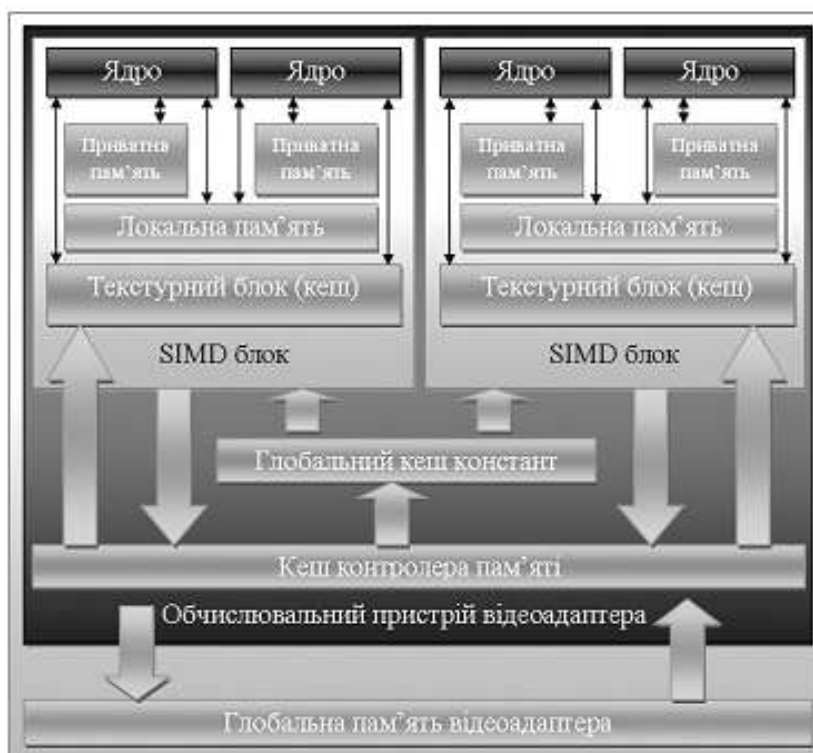 Ядро Ядро Ядро Ядро
Приватна Приватна Приватна Приватна
пам’ять пам’ять пам’ять пам’ять
Локальна пам’ять Локальна пам’ять
Текстурний блок (кеш) Текстурний блок (кеш)
SIMD блок SIMD блок
Глобальний кеш констант
Кеш контролера пам’яті
Обчислювальний пристрій відеоадаптера
Глобальна пам’ять відеоадаптера